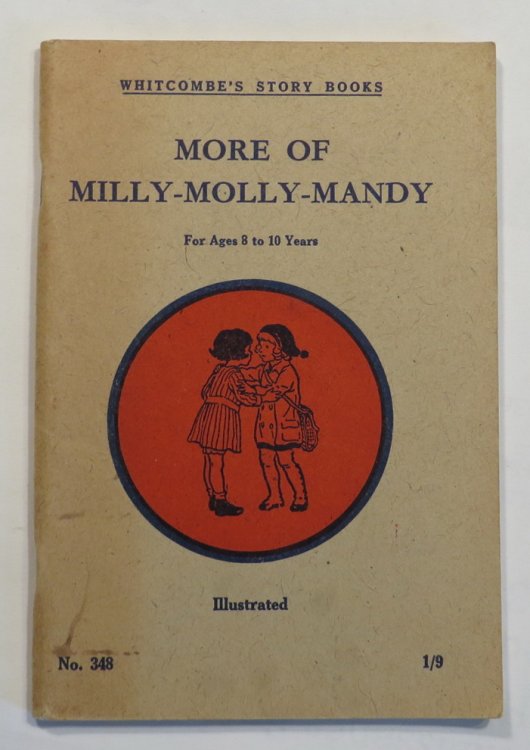 WHITCOMBE'S STORY BOOKS
MORE OF
MILLY-MOLLY-MANDY
For Ages 8 to 10 Years
Illustrated
No. 348
1/9